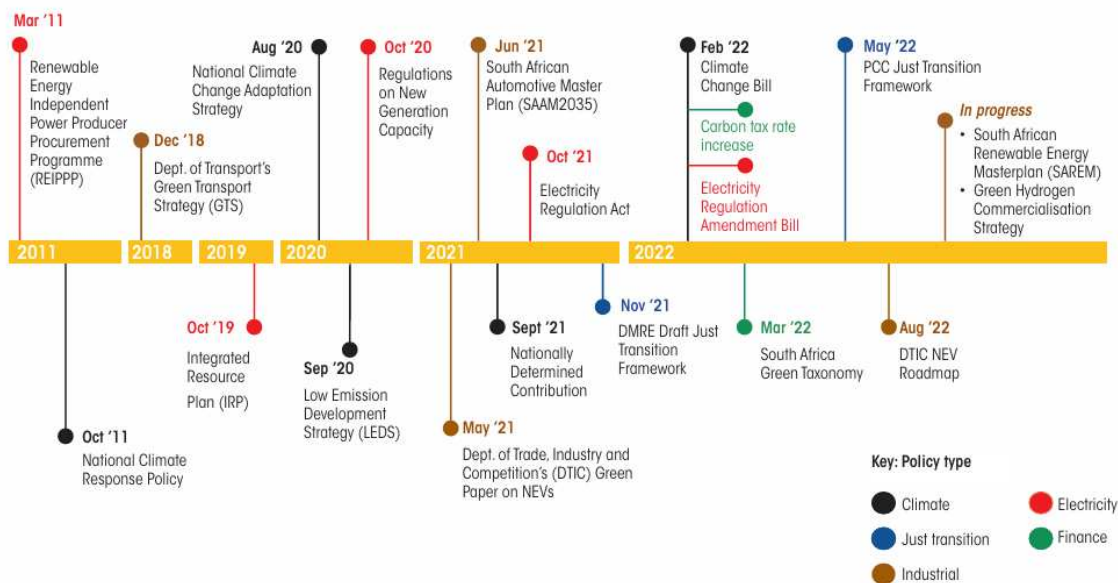 Mar '11
Renewable
Energy
Independent
Power Producer
Procurement
Programme
(REIPPP)
Dec '18
Dept. of Transport's
Green Transport
Strategy (GTS)
Aug '20
National Climate
Change Adaptation
Strategy
Oct '20
Regulations
on New
Generation
Capacity
Jun '21
South African
Automotive Master
Plan (SAAM2035)
Oct '21
Electricity
Regulation Act
Feb '22
Climate
Change Bill
Carbon tax rate
increase
Electricity
Regulation
Amendment Bill
May '22
PCC Just Transition
Framework
In progress
• South African
Renewable Energy
Masterplan (SAREM)
• Green Hydrogen
Commercialisation
Strategy
2011
2018
2019
2020
2021
2022
Oct '11
National Climate
Response Policy
Oct '19
Integrated
Resource
Plan (IRP)
Sep '20
Low Emission
Development
Strategy (LEDS)
May '21
Dept. of Trade, Industry and
Competition's (DTIC) Green
Paper on NEVs
Sept '21
Nationally
Determined
Contribution
Nov '21
DMRE Draft Just
Transition
Framework
Mar '22
South Africa
Green Taxonomy
Aug '22
DTIC NEV
Roadmap
Key: Policy type
Climate
Electricity
Just transition
Finance
Industrial